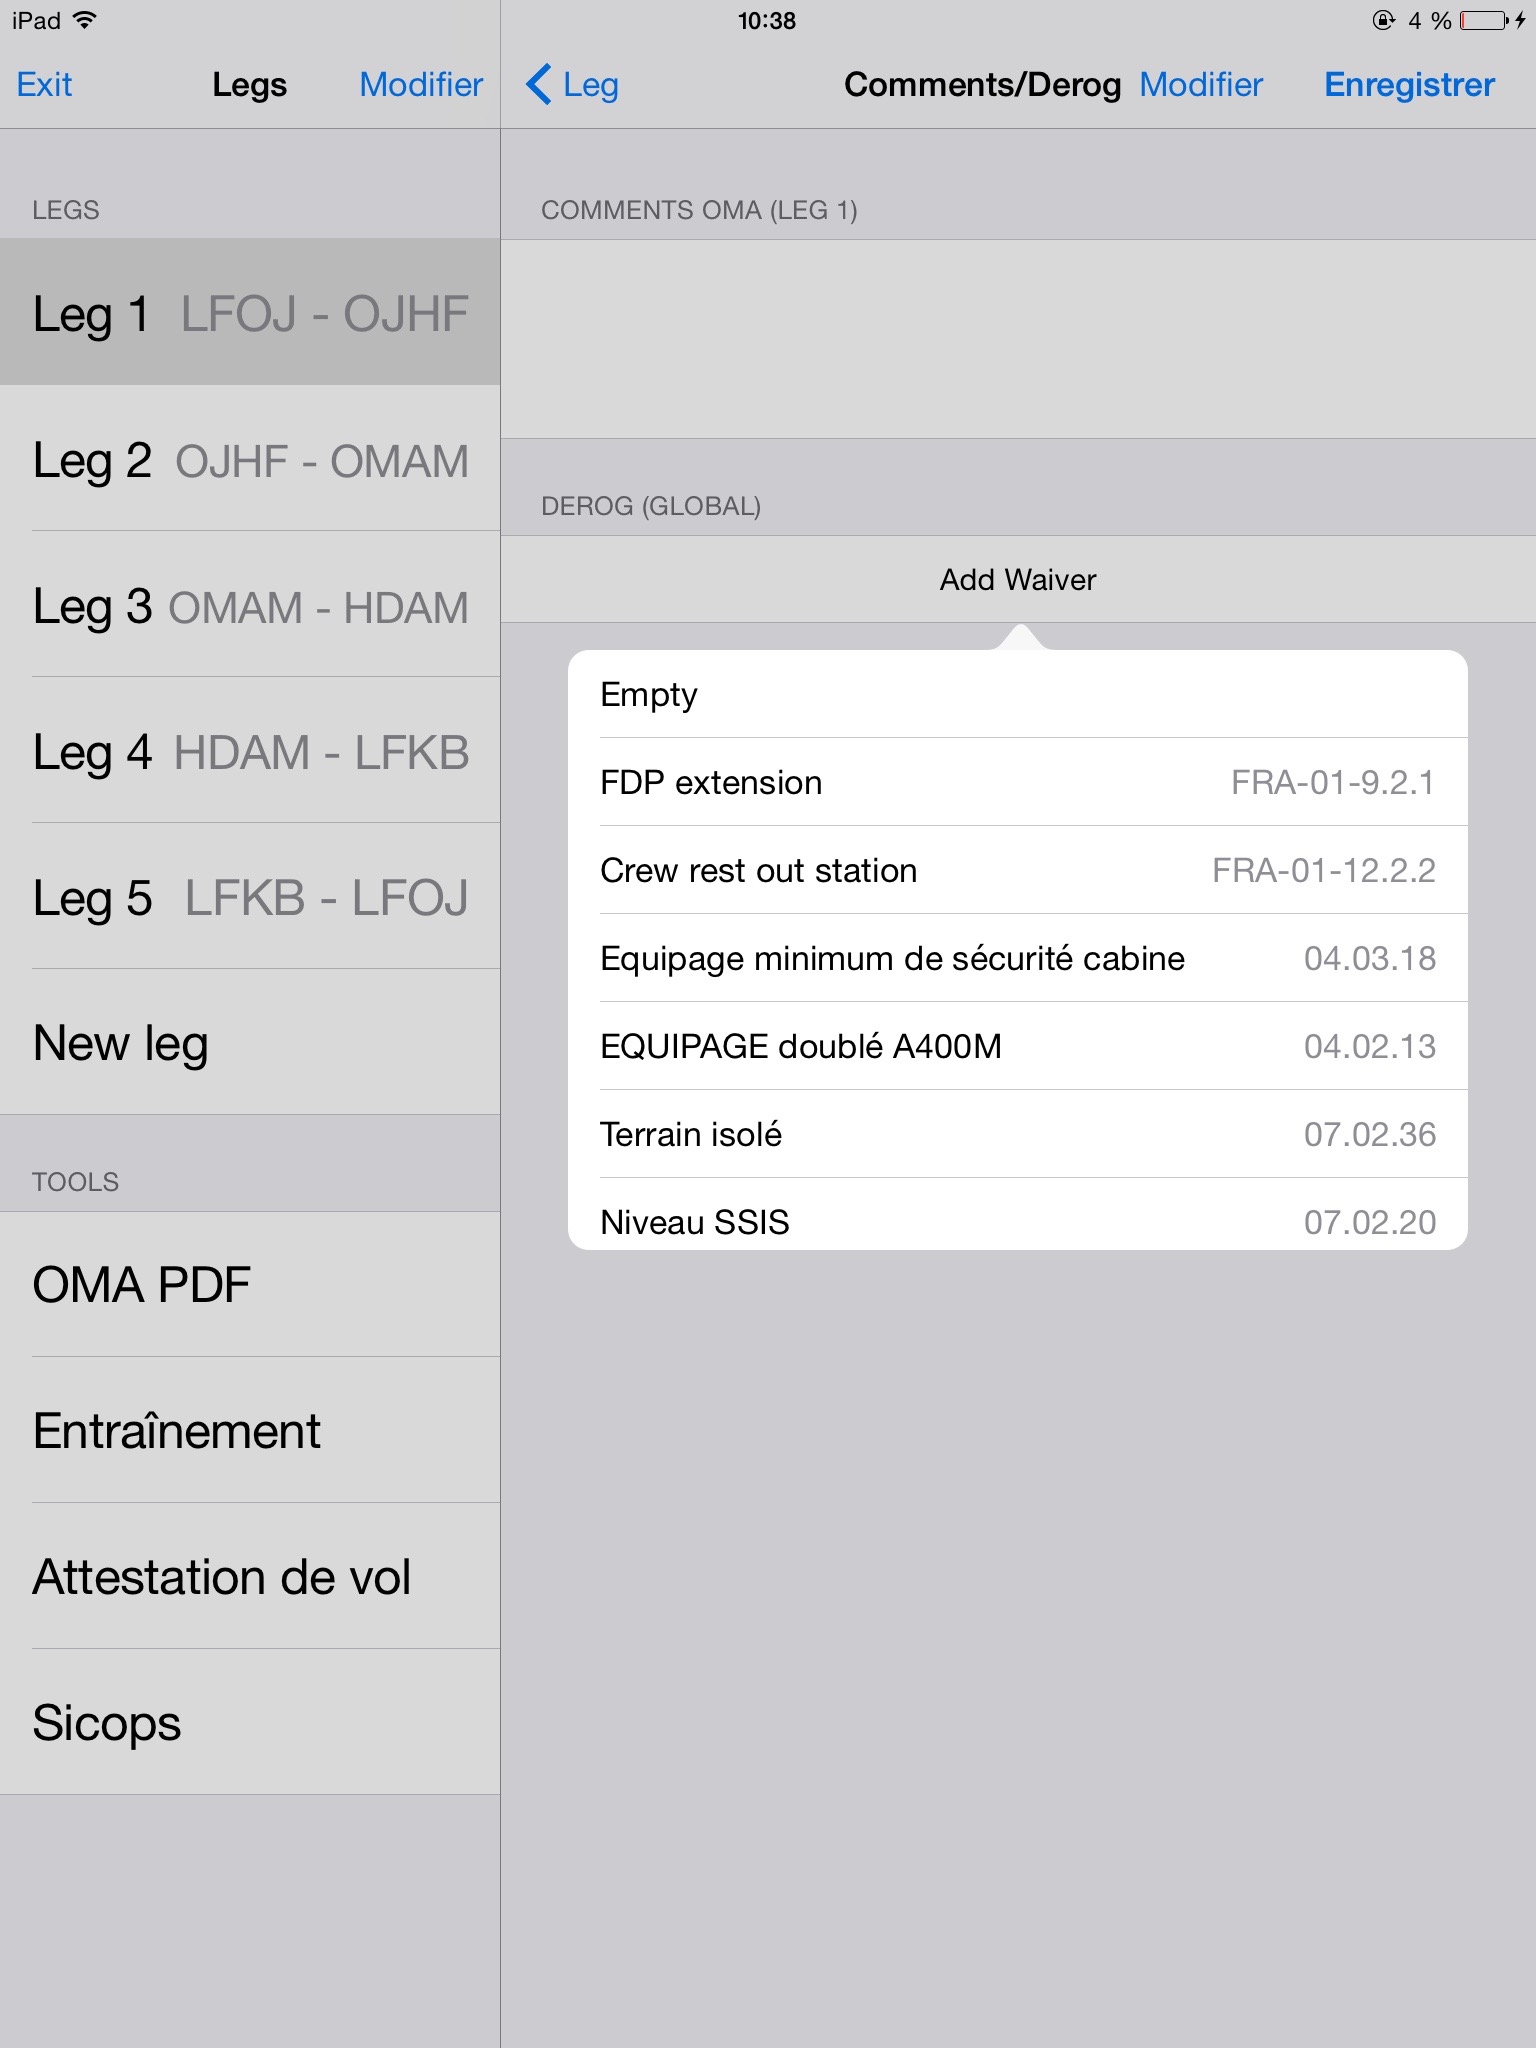 iPad 10:38 4 %
Exit Legs Modifier
Leg Comments/Derog Modifier Enregistrer
LEGS
Leg 1 LFOJ - OJHF
Leg 2 OJHF - OMAM
Leg 3 OMAM - HDAM
Leg 4 HDAM - LFKB
Leg 5 LFKB - LFOJ
New leg
TOOLS
OMA PDF
Entraînement
Attestation de vol
Sicops
COMMENTS OMA (LEG 1)
DEROG (GLOBAL)
Add Waiver
Empty
FDP extension FRA-01-9.2.1
Crew rest out station FRA-01-12.2.2
Equipage minimum de sécurité cabine 04.03.18
EQUIPAGE doublé A400M 04.02.13
Terrain isolé 07.02.36
Niveau SSIS 07.02.20